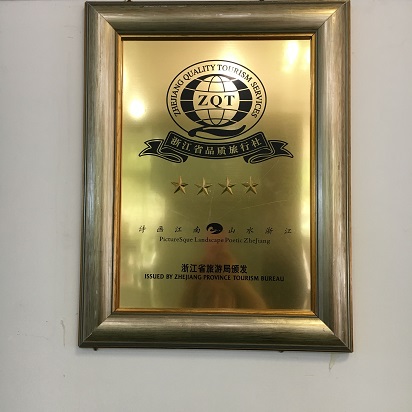 ZHEJIANG QUALITY TOURISM SERVICES
ZQT
浙江省品质旅行社
诗画江南 山水浙江
PictureSque Landscape Poetic ZheJiang
浙江省旅游局颁发
ISSUED BY ZHEJIANG PROVINCE TOURISM BUREAU